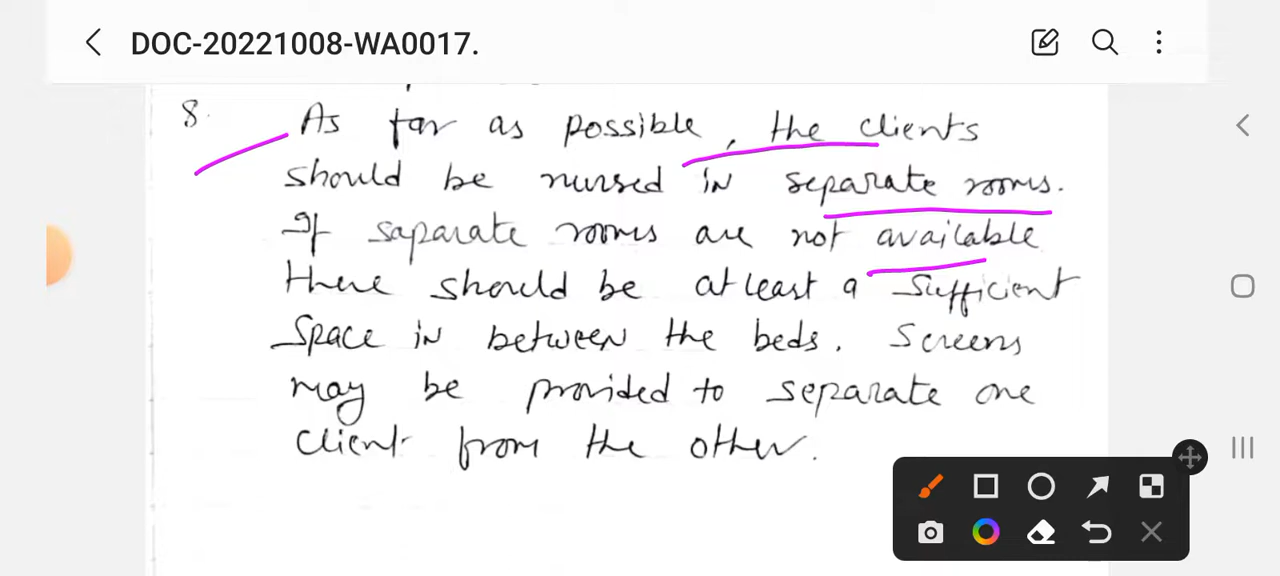 DOC-20221008-WA0017.
8. As far as possible, the clients
should be nursed in separate rooms.
If saparate rooms are not available
there should be atleast a sufficient
space in between the beds. Screens
may be provided to separate one
client from the other.